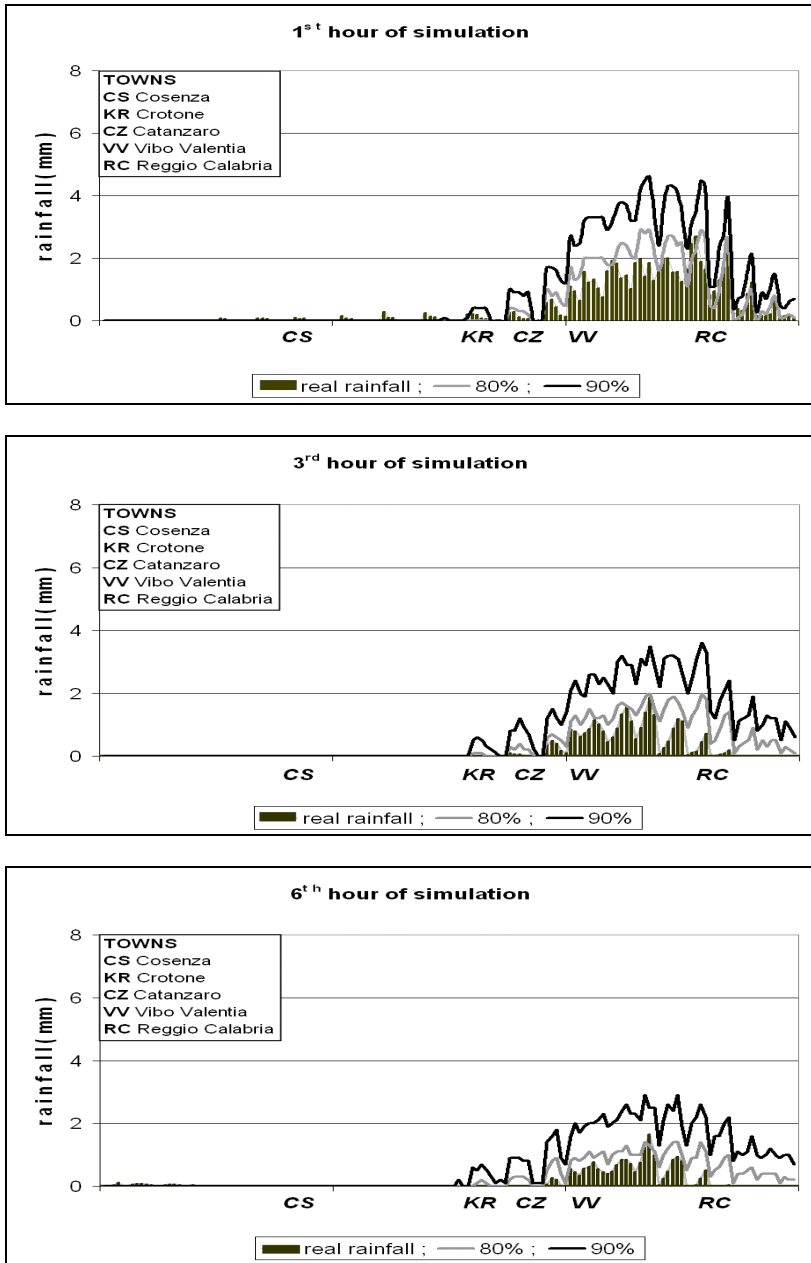 1st hour of simulation
8
6
4
2
0
rainfall(mm)
TOWNS
CS Cosenza
KR Crotone
CZ Catanzaro
VV Vibo Valentia
RC Reggio Calabria
CS KR CZ VV RC
real rainfall ; 80% ; 90%
3rd hour of simulation
8
6
4
2
0
rainfall(mm)
TOWNS
CS Cosenza
KR Crotone
CZ Catanzaro
VV Vibo Valentia
RC Reggio Calabria
CS KR CZ VV RC
real rainfall ; 80% ; 90%
6th hour of simulation
8
6
4
2
0
rainfall(mm)
TOWNS
CS Cosenza
KR Crotone
CZ Catanzaro
VV Vibo Valentia
RC Reggio Calabria
CS KR CZ VV RC
real rainfall ; 80% ; 90%